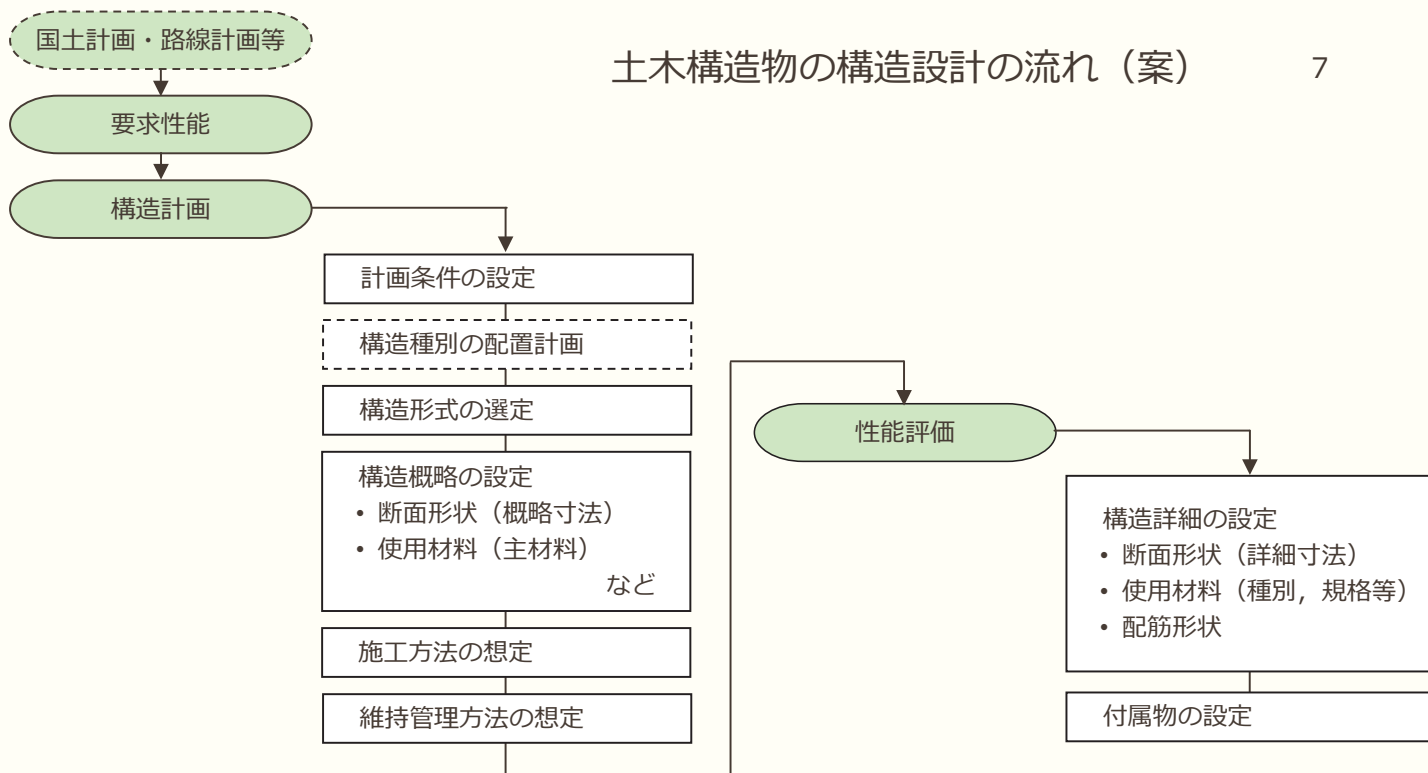 土木構造物の構造設計の流れ（案）
7
国土計画・路線計画等
要求性能
構造計画
計画条件の設定
構造種別の配置計画
構造形式の選定
構造概略の設定
• 断面形状（概略寸法）
• 使用材料（主材料）
など
施工方法の想定
維持管理方法の想定
性能評価
構造詳細の設定
• 断面形状（詳細寸法）
• 使用材料（種別，規格等）
• 配筋形状
付属物の設定